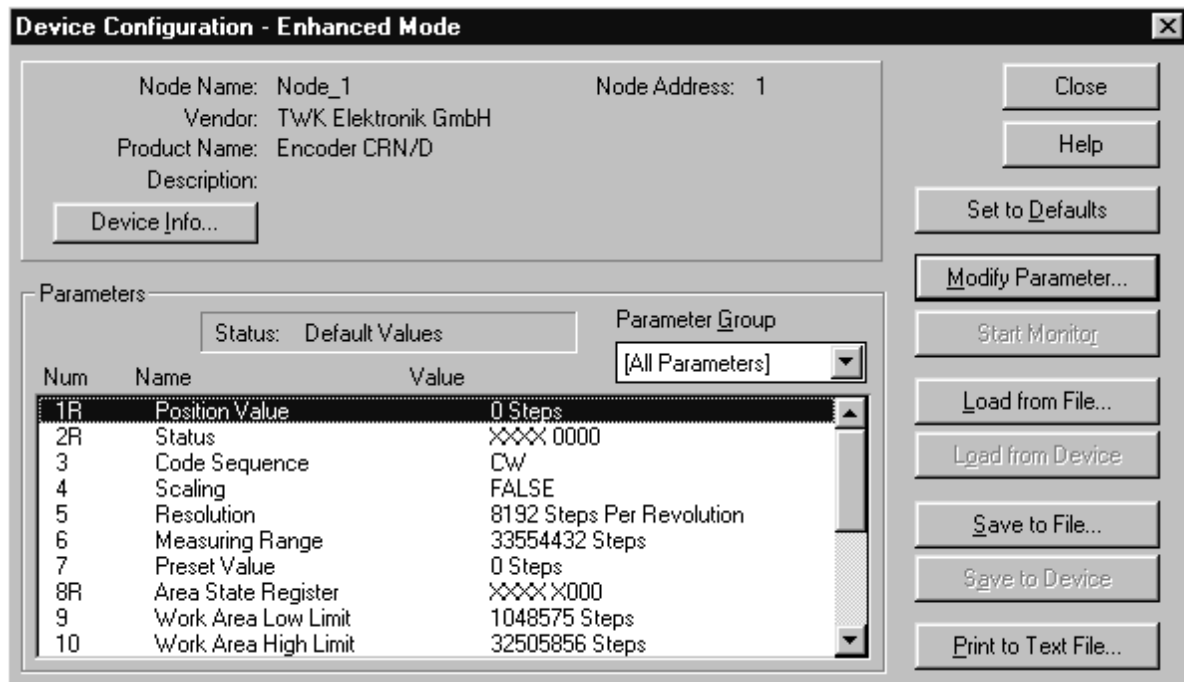 Device Configuration - Enhanced Mode
Node Name: Node_1 Node Address: 1
Vendor: TWK Elektronik GmbH
Product Name: Encoder CRN/D
Description:
Device Info...
Close
Help
Set to Defaults
Modify Parameter...
Start Monitor
Load from File...
Load from Device
Save to File...
Save to Device
Print to Text File...
Parameters
Status: Default Values
Parameter Group
[All Parameters]
Num Name Value
1R Position Value 0 Steps
2R Status XXXX 0000
3 Code Sequence CW
4 Scaling FALSE
5 Resolution 8192 Steps Per Revolution
6 Measuring Range 33554432 Steps
7 Preset Value 0 Steps
8R Area State Register XXXX X000
9 Work Area Low Limit 1048575 Steps
10 Work Area High Limit 32505856 Steps